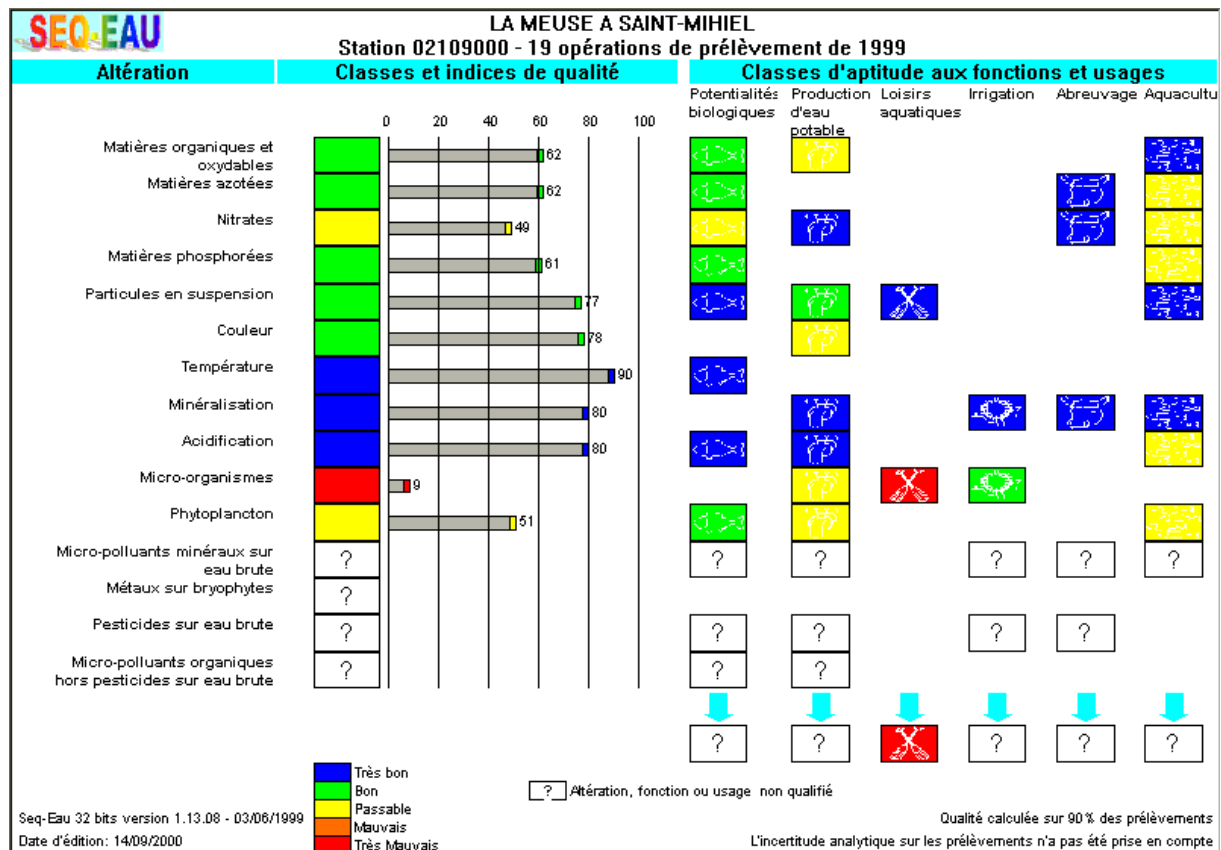 SEQ-EAU
LA MEUSE A SAINT-MIHIEL
Station 02109000 - 19 opérations de prélèvement de 1999
Altération
Classes et indices de qualité
Classes d'aptitude aux fonctions et usages
Potentialités biologiques
Production d'eau potable
Loisirs aquatiques
Irrigation
Abreuvage
Aquacultu
0 20 40 60 80 100
Matières organiques et
oxydables
62
Matières azotées
62
Nitrates
49
Matières phosphorées
61
Particules en suspension
77
Couleur
78
Température
90
Minéralisation
80
Acidification
80
Micro-organismes
9
Phytoplancton
51
Micro-polluants minéraux sur
eau brute
? ? ? ? ? ?
Métaux sur bryophytes
?
Pesticides sur eau brute
? ? ? ? ?
Micro-polluants organiques
hors pesticides sur eau brute
? ? ?
? ? ? ? ?
Très bon
Bon
Passable
Mauvais
Très Mauvais
? Altération, fonction ou usage non qualifié
Seq-Eau 32 bits version 1.13.08 - 03/06/1999
Date d'édition: 14/09/2000
Qualité calculée sur 90 % des prélèvements
L'incertitude analytique sur les prélèvements n'a pas été prise en compte